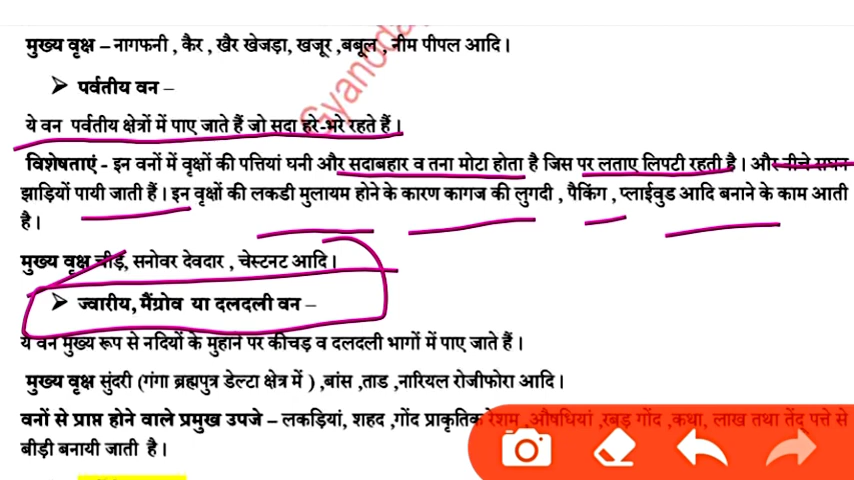 मुख्य वृक्ष – नागफनी , कैर , खैर खेजड़ा, खजूर ,बबूल , नीम पीपल आदि।
Gyanoda
➢ पर्वतीय वन –
ये वन पर्वतीय क्षेत्रों में पाए जाते हैं जो सदा हरे-भरे रहते हैं।
विशेषताएं - इन वनों में वृक्षों की पत्तियां घनी और सदाबहार व तना मोटा होता है जिस पर लताए लिपटी रहती है। और नीचे सघन
झाड़ियों पायी जाती हैं। इन वृक्षों की लकडी मुलायम होने के कारण कागज की लुगदी , पैकिंग , प्लाईवुड आदि बनाने के काम आती
है।
मुख्य वृक्ष चीड़, सनोवर देवदार , चेस्टनट आदि।
➢ ज्वारीय, मैंग्रोव या दलदली वन –
ये वन मुख्य रूप से नदियों के मुहाने पर कीचड़ व दलदली भागों में पाए जाते हैं।
मुख्य वृक्ष सुंदरी (गंगा ब्रह्मपुत्र डेल्टा क्षेत्र में ) ,बांस ,ताड ,नारियल रोजीफोरा आदि।
वनों से प्राप्त होने वाले प्रमुख उपजे – लकड़ियां, शहद ,गोंद प्राकृतिक रेशम ,औषधियां ,रबड़ गोंद ,कथा, लाख तथा तेंदु पत्ते से
बीड़ी बनायी जाती है।